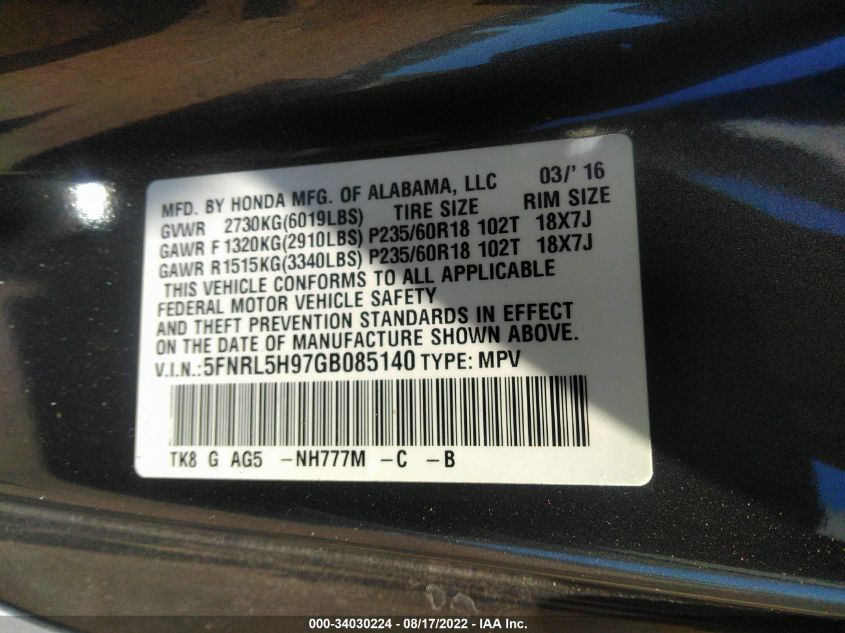 MFD. BY HONDA MFG. OF ALABAMA, LLC 03/' 16
GVWR 2730KG(6019LBS) TIRE SIZE RIM SIZE
GAWR F 1320KG(2910LBS) P235/60R18 102T 18X7J
GAWR R1515KG(3340LBS) P235/60R18 102T 18X7J
THIS VEHICLE CONFORMS TO ALL APPLICABLE
FEDERAL MOTOR VEHICLE SAFETY
AND THEFT PREVENTION STANDARDS IN EFFECT
ON THE DATE OF MANUFACTURE SHOWN ABOVE.
V.I.N.: 5FNRL5H97GB085140 TYPE: MPV
TK8 G AG5 -NH777M -C -B
000-34030224 - 08/17/2022 - IAA Inc.